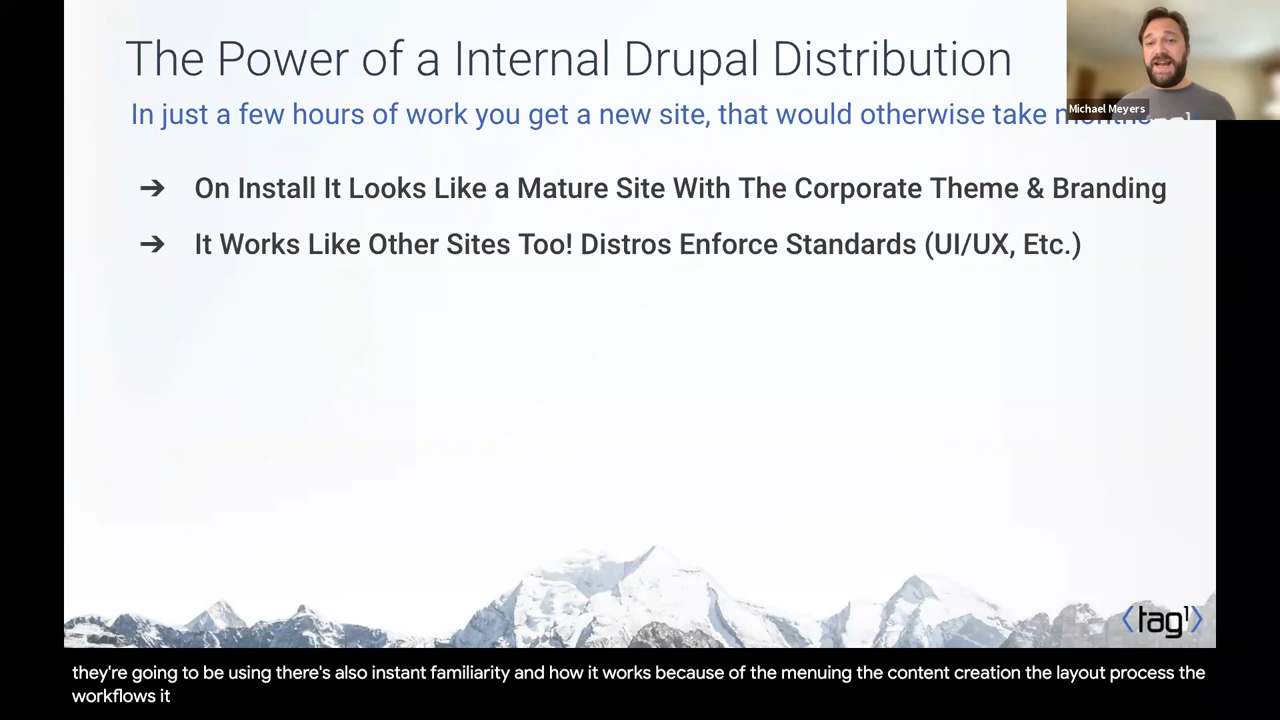 The Power of a Internal Drupal Distribution
In just a few hours of work you get a new site, that would otherwise take months
Michael Meyers
➔ On Install It Looks Like a Mature Site With The Corporate Theme & Branding
➔ It Works Like Other Sites Too! Distros Enforce Standards (UI/UX, Etc.)
⟨tag1⟩
they're going to be using there's also instant familiarity and how it works because of the menuing the content creation the layout process the
workflows it